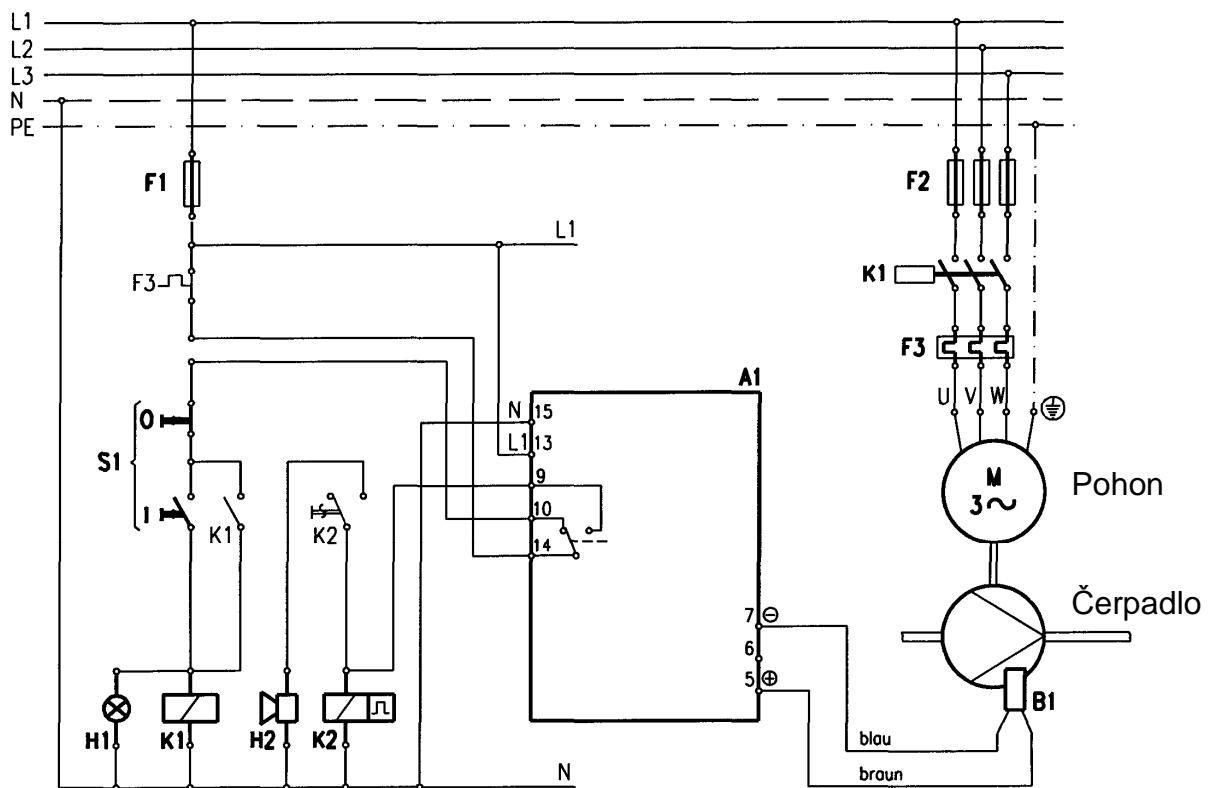 L1
L2
L3
N
PE
F1
F2
L1
F3
K1
F3
A1
U V W
N 15
L1 13
O
S1
9
M
3~
Pohon
10
I
K1
K2
14
Čerpadlo
7 ⊖
6
5 ⊕
B1
H1 K1 H2 K2
blau
N
braun